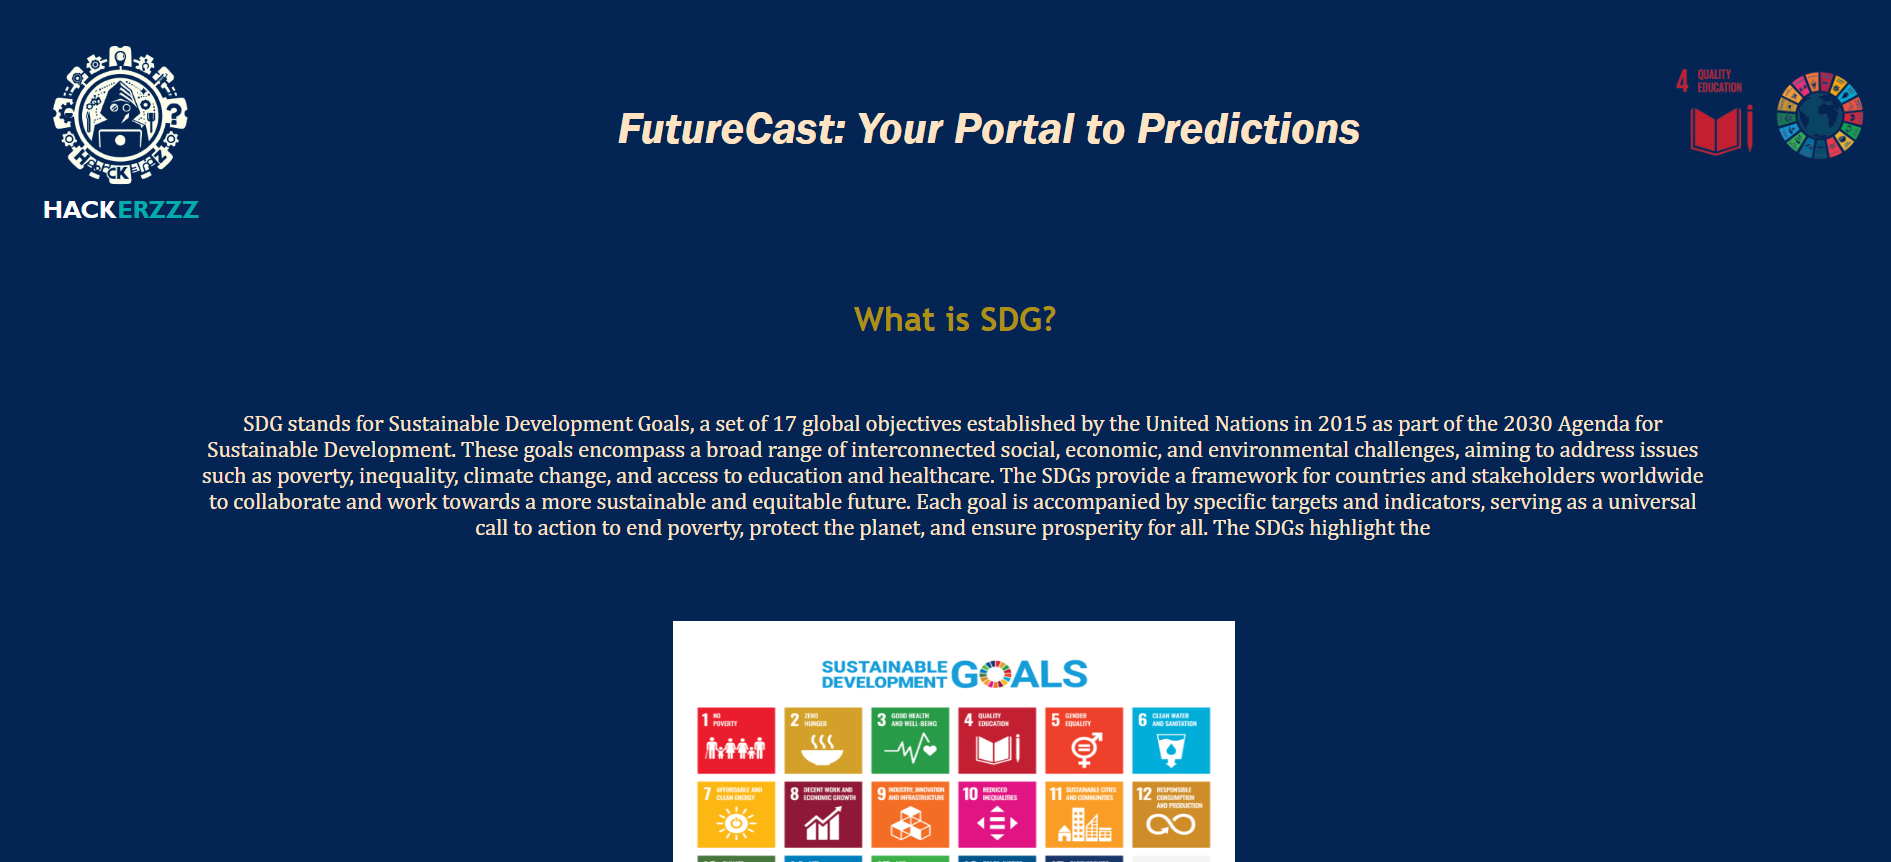 HACKERZZZ
FutureCast: Your Portal to Predictions
4 QUALITY
EDUCATION
What is SDG?
SDG stands for Sustainable Development Goals, a set of 17 global objectives established by the United Nations in 2015 as part of the 2030 Agenda for
Sustainable Development. These goals encompass a broad range of interconnected social, economic, and environmental challenges, aiming to address issues
such as poverty, inequality, climate change, and access to education and healthcare. The SDGs provide a framework for countries and stakeholders worldwide
to collaborate and work towards a more sustainable and equitable future. Each goal is accompanied by specific targets and indicators, serving as a universal
call to action to end poverty, protect the planet, and ensure prosperity for all. The SDGs highlight the
SUSTAINABLE
DEVELOPMENT GOALS
1 NO
POVERTY
2 ZERO
HUNGER
3 GOOD HEALTH
AND WELL-BEING
4 QUALITY
EDUCATION
5 GENDER
EQUALITY
6 CLEAN WATER
AND SANITATION
7 AFFORDABLE AND
CLEAN ENERGY
8 DECENT WORK AND
ECONOMIC GROWTH
9 INDUSTRY, INNOVATION
AND INFRASTRUCTURE
10 REDUCED
INEQUALITIES
11 SUSTAINABLE CITIES
AND COMMUNITIES
12 RESPONSIBLE
CONSUMPTION
AND PRODUCTION